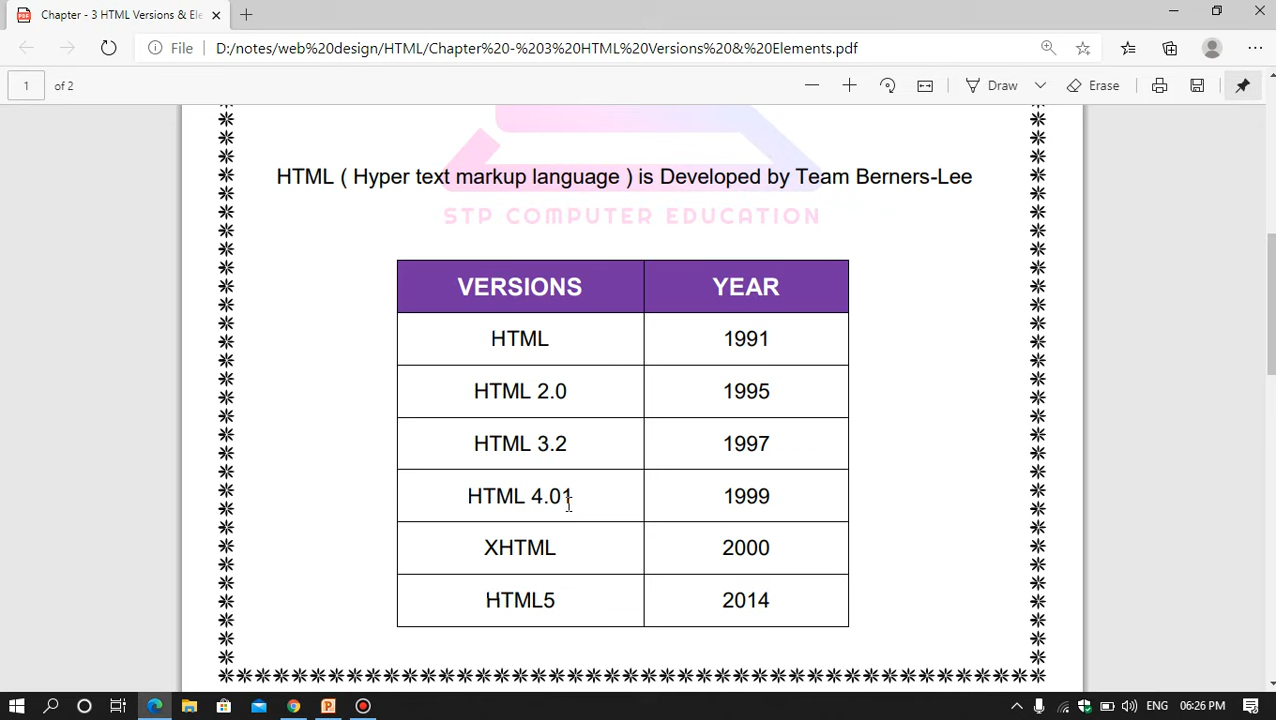 Chapter - 3 HTML Versions & Ele
File
D:/notes/web%20design/HTML/Chapter%20-%203%20HTML%20Versions%20&%20Elements.pdf
1 of 2
Draw
Erase
HTML ( Hyper text markup language ) is Developed by Team Berners-Lee
STP COMPUTER EDUCATION
VERSIONS YEAR
HTML 1991
HTML 2.0 1995
HTML 3.2 1997
HTML 4.01 1999
XHTML 2000
HTML5 2014
ENG 06:26 PM